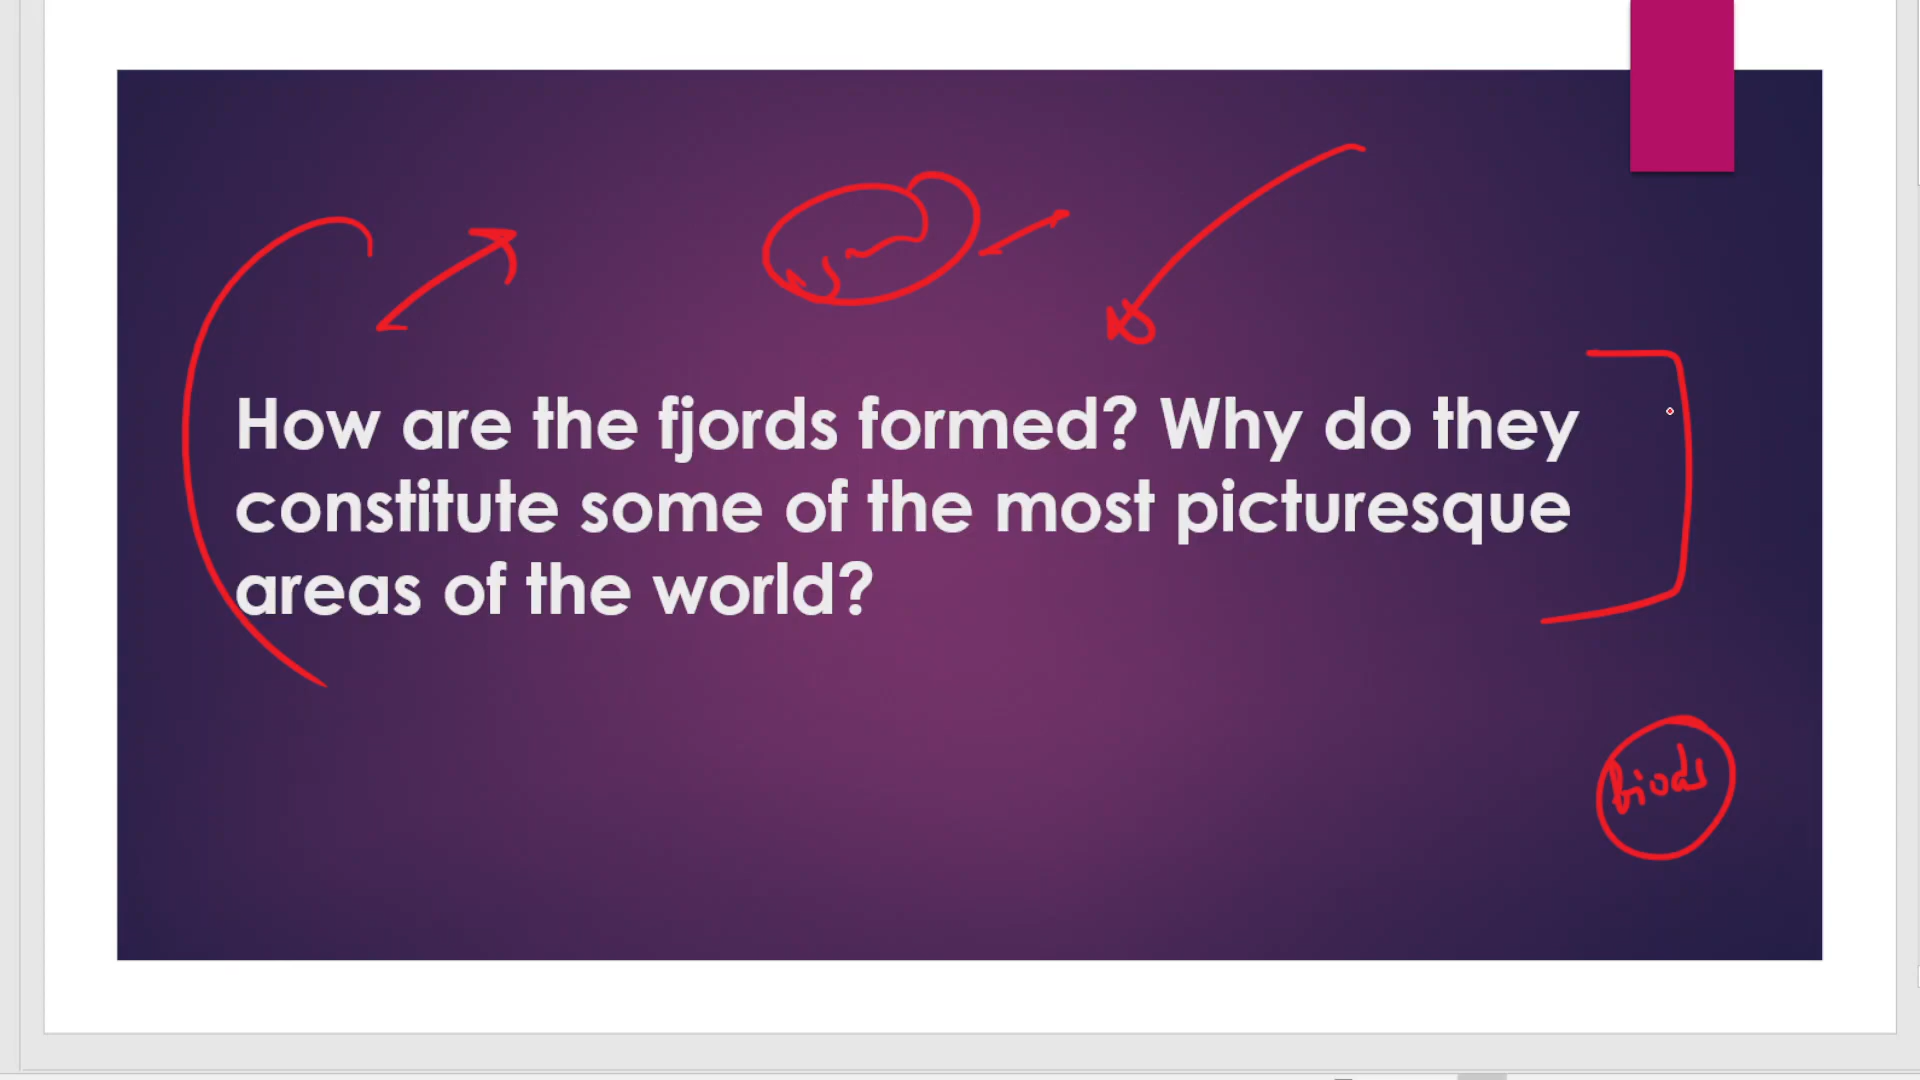 How are the fjords formed? Why do they
constitute some of the most picturesque
areas of the world?